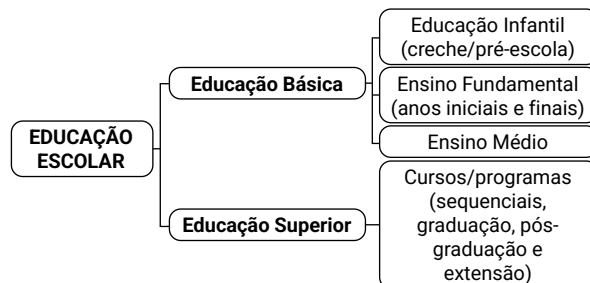 EDUCAÇÃO
ESCOLAR
Educação Básica
Educação Infantil
(creche/pré-escola)
Ensino Fundamental
(anos iniciais e finais)
Ensino Médio
Educação Superior
Cursos/programas
(sequenciais,
graduação, pós-
graduação e
extensão)